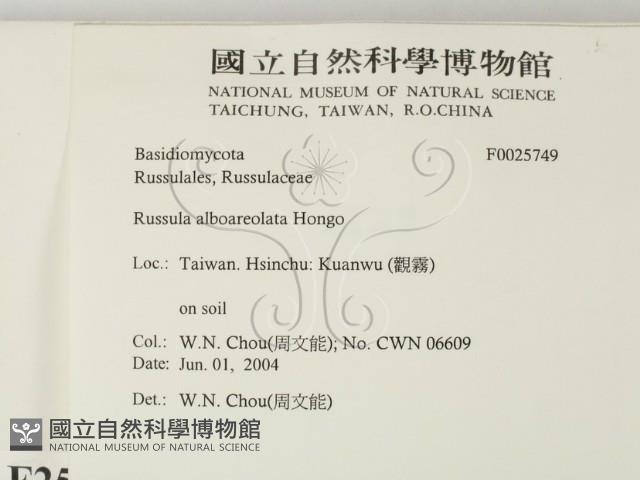 國立自然科學博物館
NATIONAL MUSEUM OF NATURAL SCIENCE
TAICHUNG, TAIWAN, R.O.CHINA
Basidiomycota F0025749
Russulales, Russulaceae
Russula alboareolata Hongo
Loc.: Taiwan. Hsinchu: Kuanwu (觀霧)
on soil
Col.: W.N. Chou(周文能); No. CWN 06609
Date: Jun. 01, 2004
Det.: W.N. Chou(周文能)
國立自然科學博物館
NATIONAL MUSEUM OF NATURAL SCIENCE